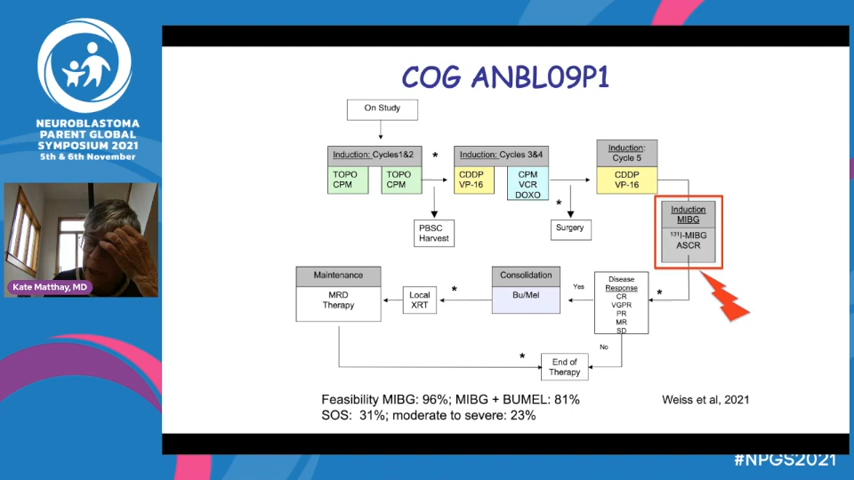 NEUROBLASTOMA
PARENT GLOBAL
SYMPOSIUM 2021
5th & 6th November
Kate Matthay, MD
COG ANBL09P1
On Study
Induction: Cycles1&2
TOPO
CPM
TOPO
CPM
*
PBSC
Harvest
Induction: Cycles 3&4
CDDP
VP-16
CPM
VCR
DOXO
*
Surgery
Induction:
Cycle 5
CDDP
VP-16
Induction
MIBG
131I-MIBG
ASCR
*
Disease
Response
CR
VGPR
PR
MR
SD
Yes
No
Consolidation
Bu/Mel
*
Local
XRT
Maintenance
MRD
Therapy
*
End of
Therapy
Feasibility MIBG: 96%; MIBG + BUMEL: 81%
SOS: 31%; moderate to severe: 23%
Weiss et al, 2021
#NPGS2021